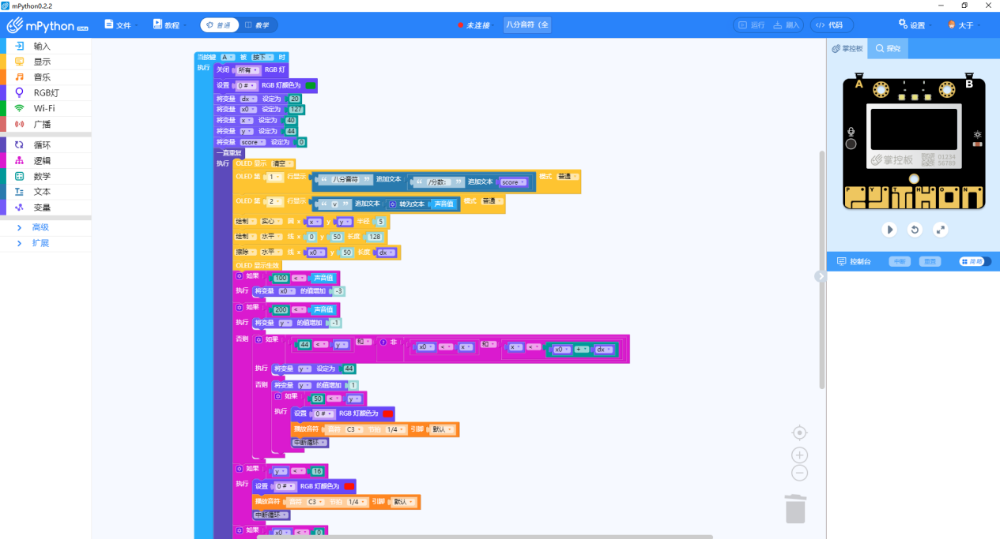 mPython0.2.2
mPython Beta 文件 教程 普通 教学 未连接 八分音符 (全 运行 刷入 </> 代码 设置 大于
输入
显示
音乐
RGB灯
Wi-Fi
广播
循环
逻辑
数学
文本
变量
高级
扩展
当按键 A 被 按下 时
执行 关闭 所有 RGB 灯
设置 0 # RGB 灯颜色为
将变量 dx 设定为 20
将变量 x0 设定为 127
将变量 x 设定为 40
将变量 y 设定为 44
将变量 score 设定为 0
一直重复
执行 OLED 显示 清空
OLED 第 1 行显示 “ 八分音符 ” 追加文本 “ /分数: ” 追加文本 score 模式 普通
OLED 第 2 行显示 “ v ” 追加文本 转为文本 声音值 模式 普通
绘制 实心 圆 x x y y 半径 5
绘制 水平 线 x 0 y 50 长度 128
擦除 水平 线 x x0 y 50 长度 dx
OLED 显示生效
如果 100 < 声音值
执行 将变量 x0 的值增加 -3
如果 200 < 声音值
执行 将变量 y 的值增加 -1
否则 如果 44 < y 和 非 x0 < x 和 x < x0 + dx
执行 将变量 y 设定为 44
否则 将变量 y 的值增加 1
如果 50 < y
执行 设置 0 # RGB 灯颜色为
播放音符 音符 C3 节拍 1/4 引脚 默认
中断循环
如果 y < 16
执行 设置 0 # RGB 灯颜色为
播放音符 音符 C3 节拍 1/4 引脚 默认
中断循环
如果 x0 < 0
掌控板 探究
A B
掌控板 01234
56789
P Y T H O N
控制台 中断 重置 简略